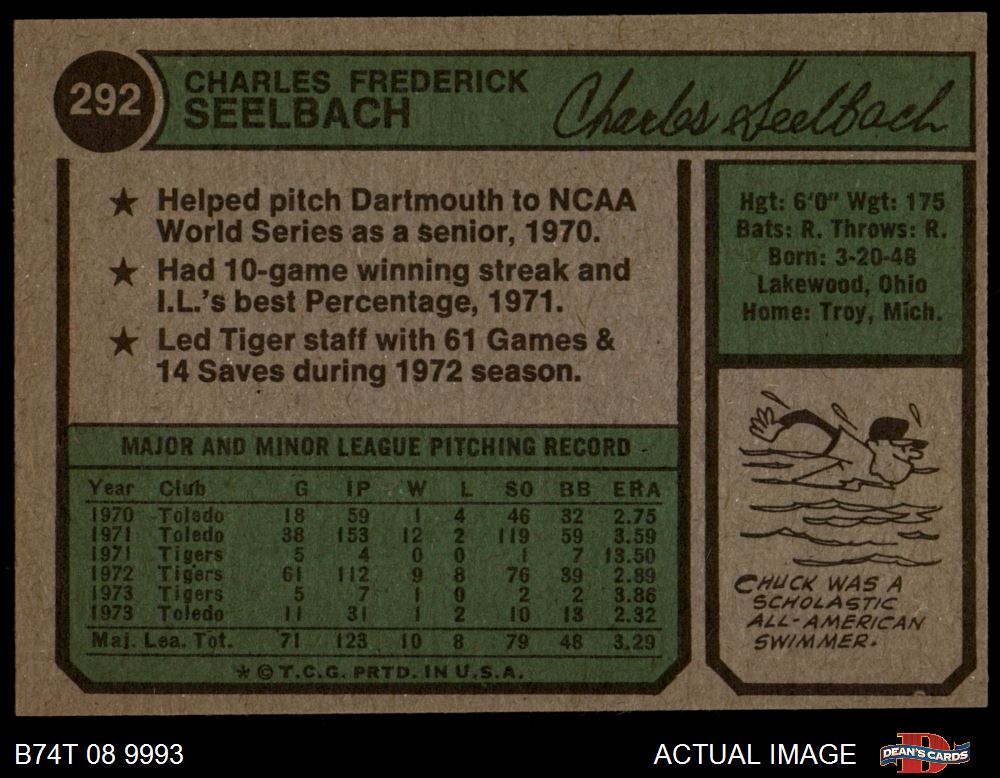 292
CHARLES FREDERICK
SEELBACH
Charles Seelbach
★ Helped pitch Dartmouth to NCAA
World Series as a senior, 1970.
★ Had 10-game winning streak and
I.L.'s best Percentage, 1971.
★ Led Tiger staff with 61 Games &
14 Saves during 1972 season.
Hgt: 6'0" Wgt: 175
Bats: R. Throws: R.
Born: 3-20-48
Lakewood, Ohio
Home: Troy, Mich.
MAJOR AND MINOR LEAGUE PITCHING RECORD
Year Club G IP W L SO BB ERA
1970 Toledo 18 59 1 4 46 32 2.75
1971 Toledo 38 153 12 2 119 59 3.59
1971 Tigers 5 4 0 0 1 7 13.50
1972 Tigers 61 112 9 8 76 39 2.89
1973 Tigers 5 7 1 0 2 2 3.86
1973 Toledo 11 31 1 2 10 13 2.32
Maj. Lea. Tot. 71 123 10 8 79 48 3.29
* © T.C.G. PRTD. IN U.S.A.
CHUCK WAS A
SCHOLASTIC
ALL-AMERICAN
SWIMMER.
B74T 08 9993
ACTUAL IMAGE
D
DEAN'S CARDS